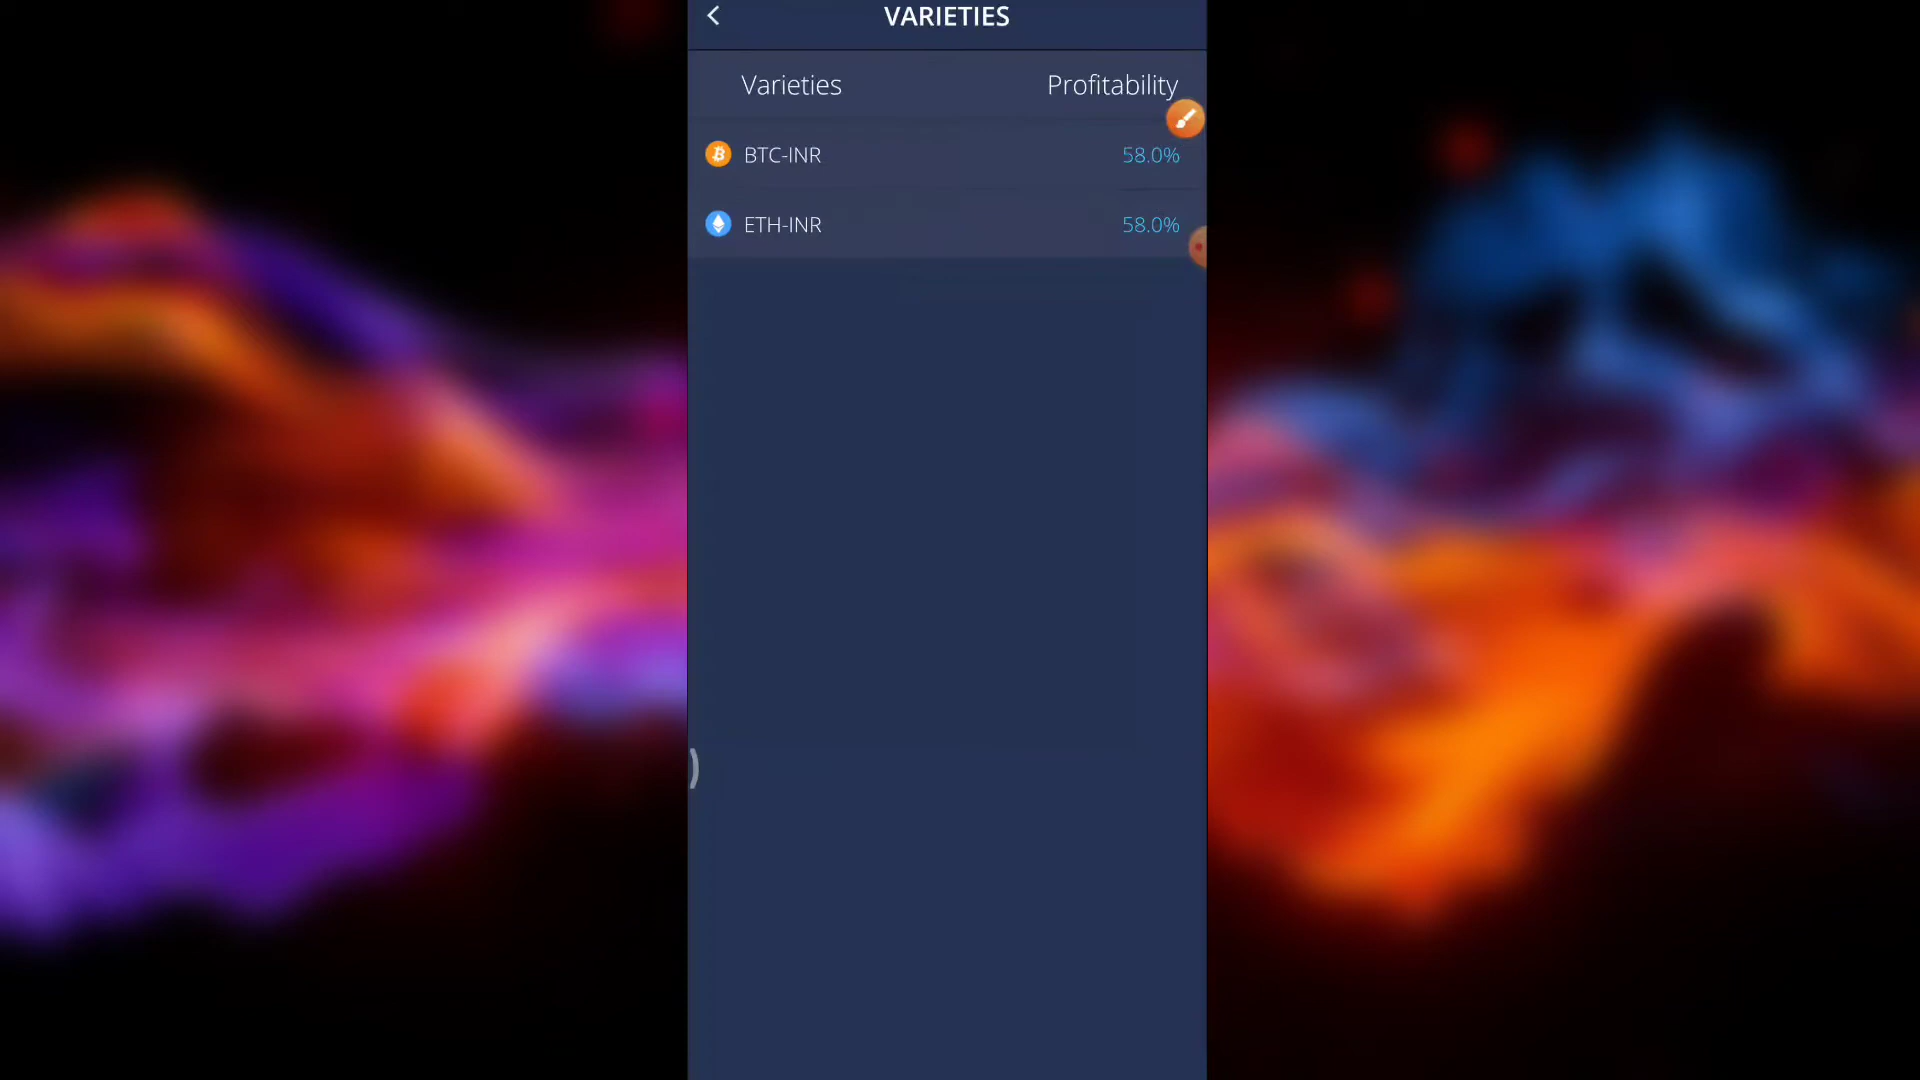 VARIETIES
Varieties Profitability
BTC-INR 58.0%
ETH-INR 58.0%